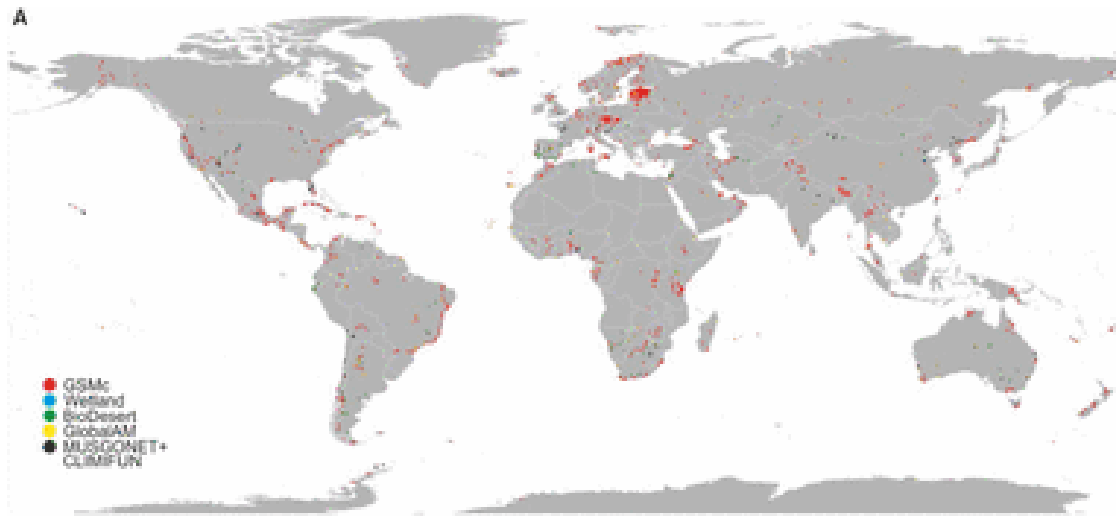 A
GSMc
Wetland
BioDesert
GlobalAM
MUSGONET+
CLIMIFUN